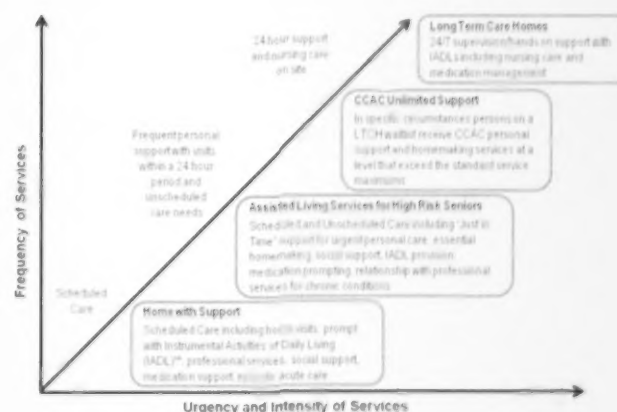 Long Term Care Homes
24/7 supervision/hands on support with
IADLs including nursing care and
medication management
24 hour support
and nursing care
on site
CCAC Unlimited Support
In specific circumstances persons on a
LTCH waitlist receive CCAC personal
support and homemaking services at a
level that exceed the standard service
maximums
Frequent personal
support with units
within a 24 hour
period and
unscheduled
care needs
Assisted Living Services for High Risk Seniors
Scheduled and Unscheduled Care including "Just in
Time" support for urgent personal care, essential
homemaking, social support, IADL provision,
medication prompting, relationship with professional
services for chronic conditions
Scheduled
Care
Home with Support
Scheduled Care including visits, prompt
with Instrumental Activities of Daily Living
(IADL)**, professional services, social support,
medication support, episodic acute care
Frequency of Services
Urgency and Intensity of Services